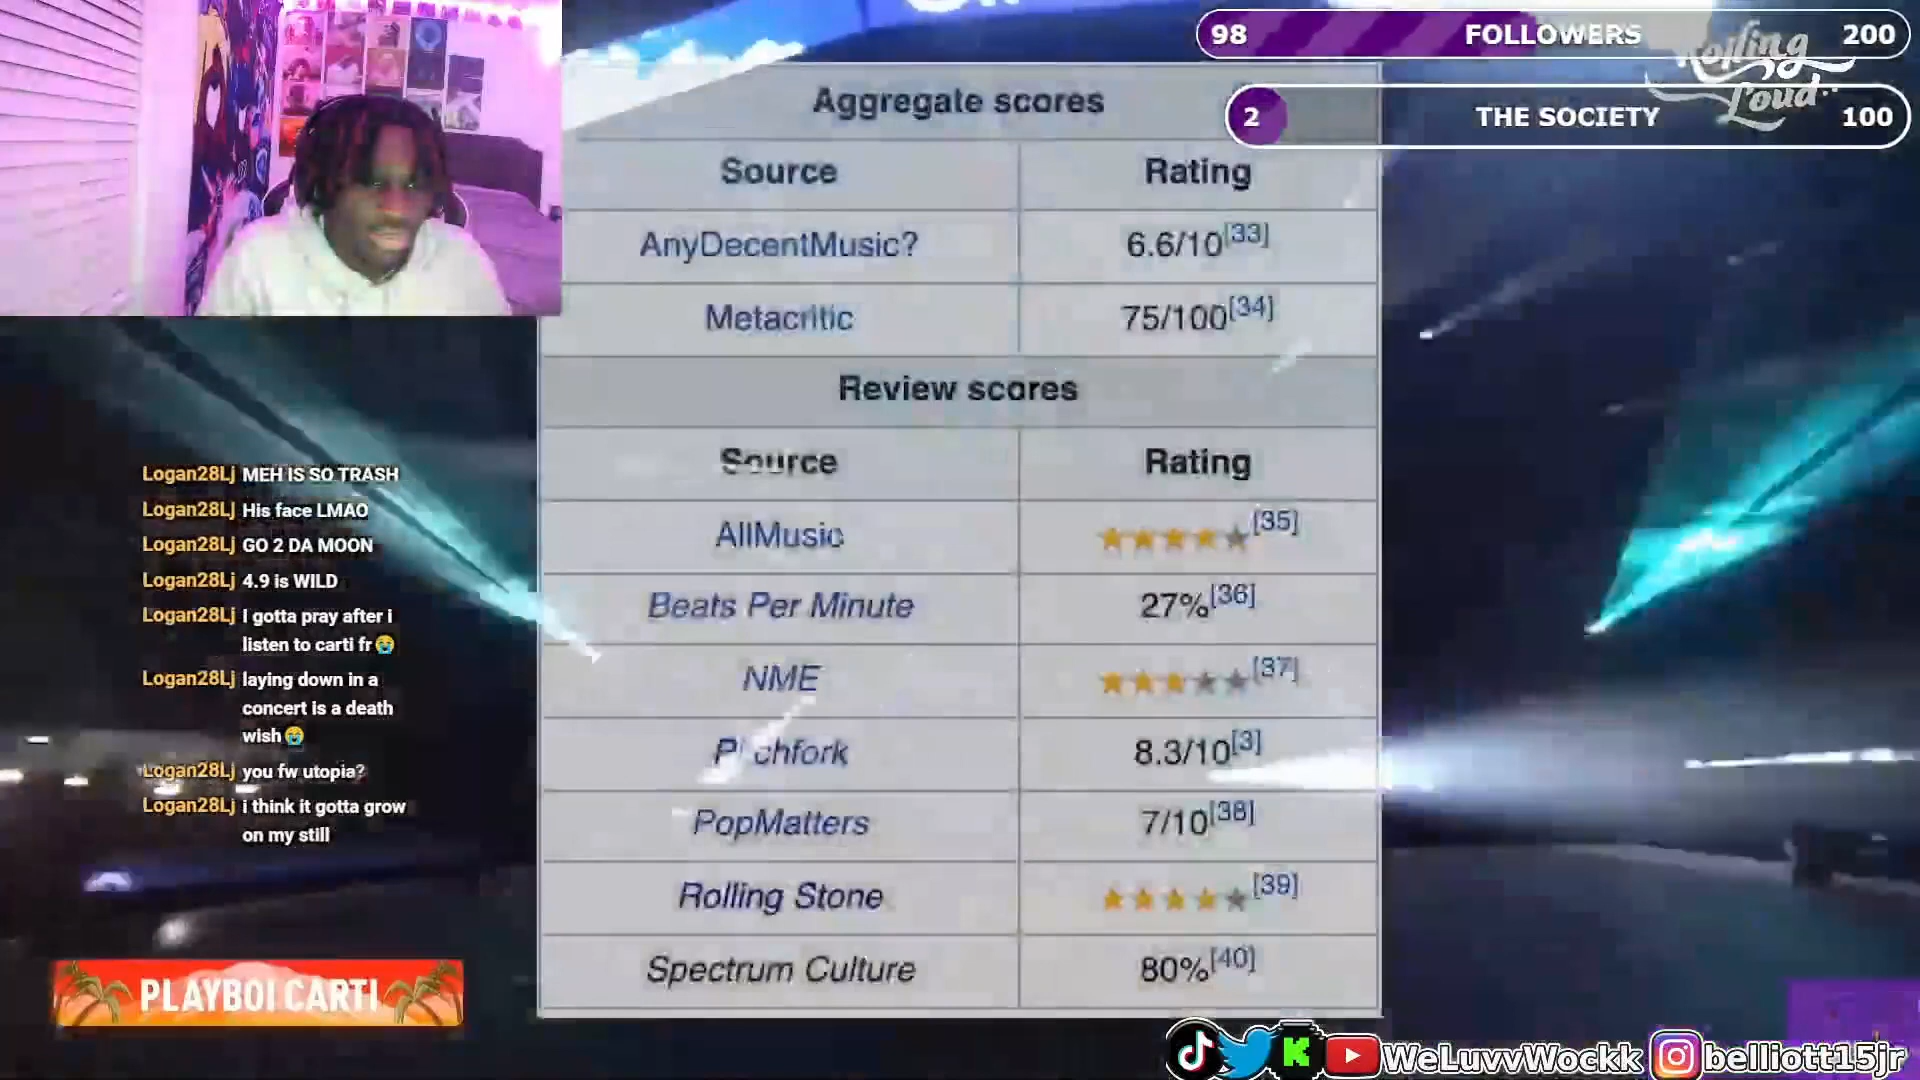 98 FOLLOWERS 200
Rolling
Loud
2 THE SOCIETY 100
Aggregate scores
Source Rating
AnyDecentMusic? 6.6/10[33]
Metacritic 75/100[34]
Review scores
Source Rating
AllMusic ★★★★★[35]
Beats Per Minute 27%[36]
NME ★★★★★[37]
Pitchfork 8.3/10[3]
PopMatters 7/10[38]
Rolling Stone ★★★★★[39]
Spectrum Culture 80%[40]
Logan28Lj MEH IS SO TRASH
Logan28Lj His face LMAO
Logan28Lj GO 2 DA MOON
Logan28Lj 4.9 is WILD
Logan28Lj I gotta pray after i
listen to carti fr😭
Logan28Lj laying down in a
concert is a death
wish😭
Logan28Lj you fw utopia?
Logan28Lj i think it gotta grow
on my still
PLAYBOI CARTI
K WeLuvvWockk belliott15jr